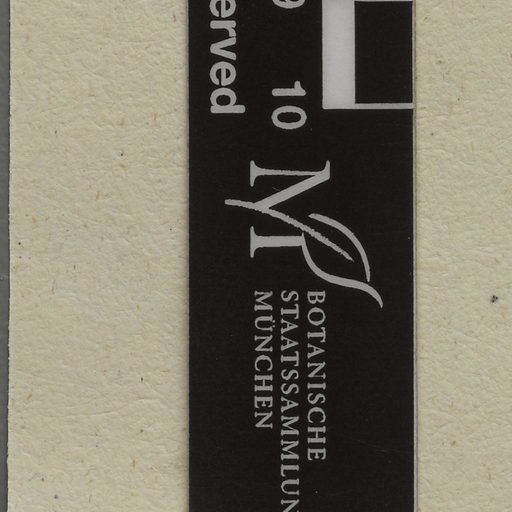 erved
9 10
BOTANISCHE
STAATSSAMMLUN
MÜNCHEN